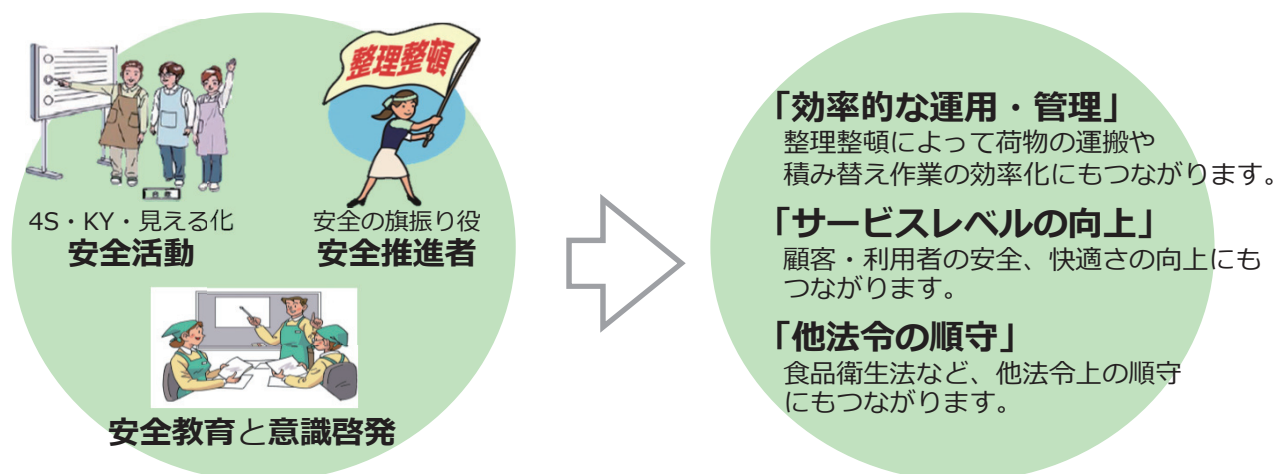 整理整頓
4S・KY・見える化
安全活動
安全の旗振り役
安全推進者
安全教育と意識啓発
「効率的な運用・管理」
整理整頓によって荷物の運搬や
積み替え作業の効率化にもつながります。
「サービスレベルの向上」
顧客・利用者の安全、快適さの向上にも
つながります。
「他法令の順守」
食品衛生法など、他法令上の順守
にもつながります。